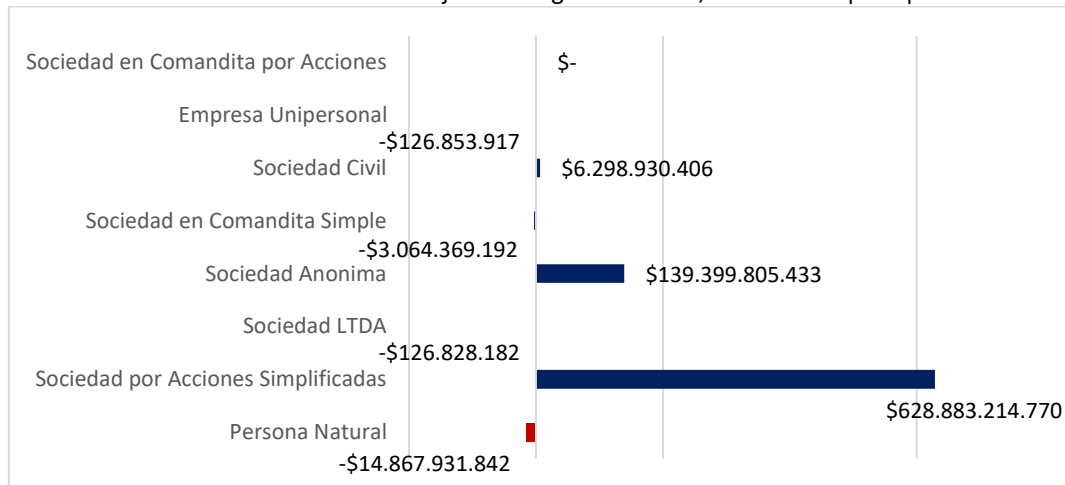 Sociedad en Comandita por Acciones
$-
Empresa Unipersonal
-$126.853.917
Sociedad Civil
$6.298.930.406
Sociedad en Comandita Simple
-$3.064.369.192
Sociedad Anonima
$139.399.805.433
Sociedad LTDA
-$126.828.182
Sociedad por Acciones Simplificadas
$628.883.214.770
Persona Natural
-$14.867.931.842